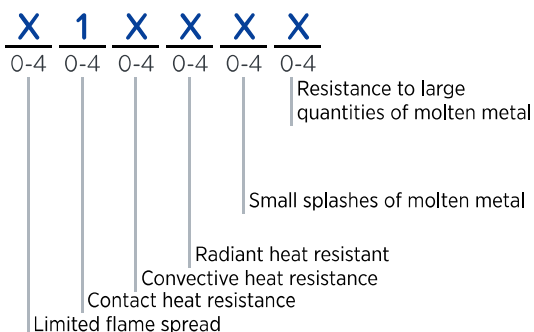 X 1 X X X X
0-4 0-4 0-4 0-4 0-4 0-4
Resistance to large
quantities of molten metal
Small splashes of molten metal
Radiant heat resistant
Convective heat resistance
Contact heat resistance
Limited flame spread